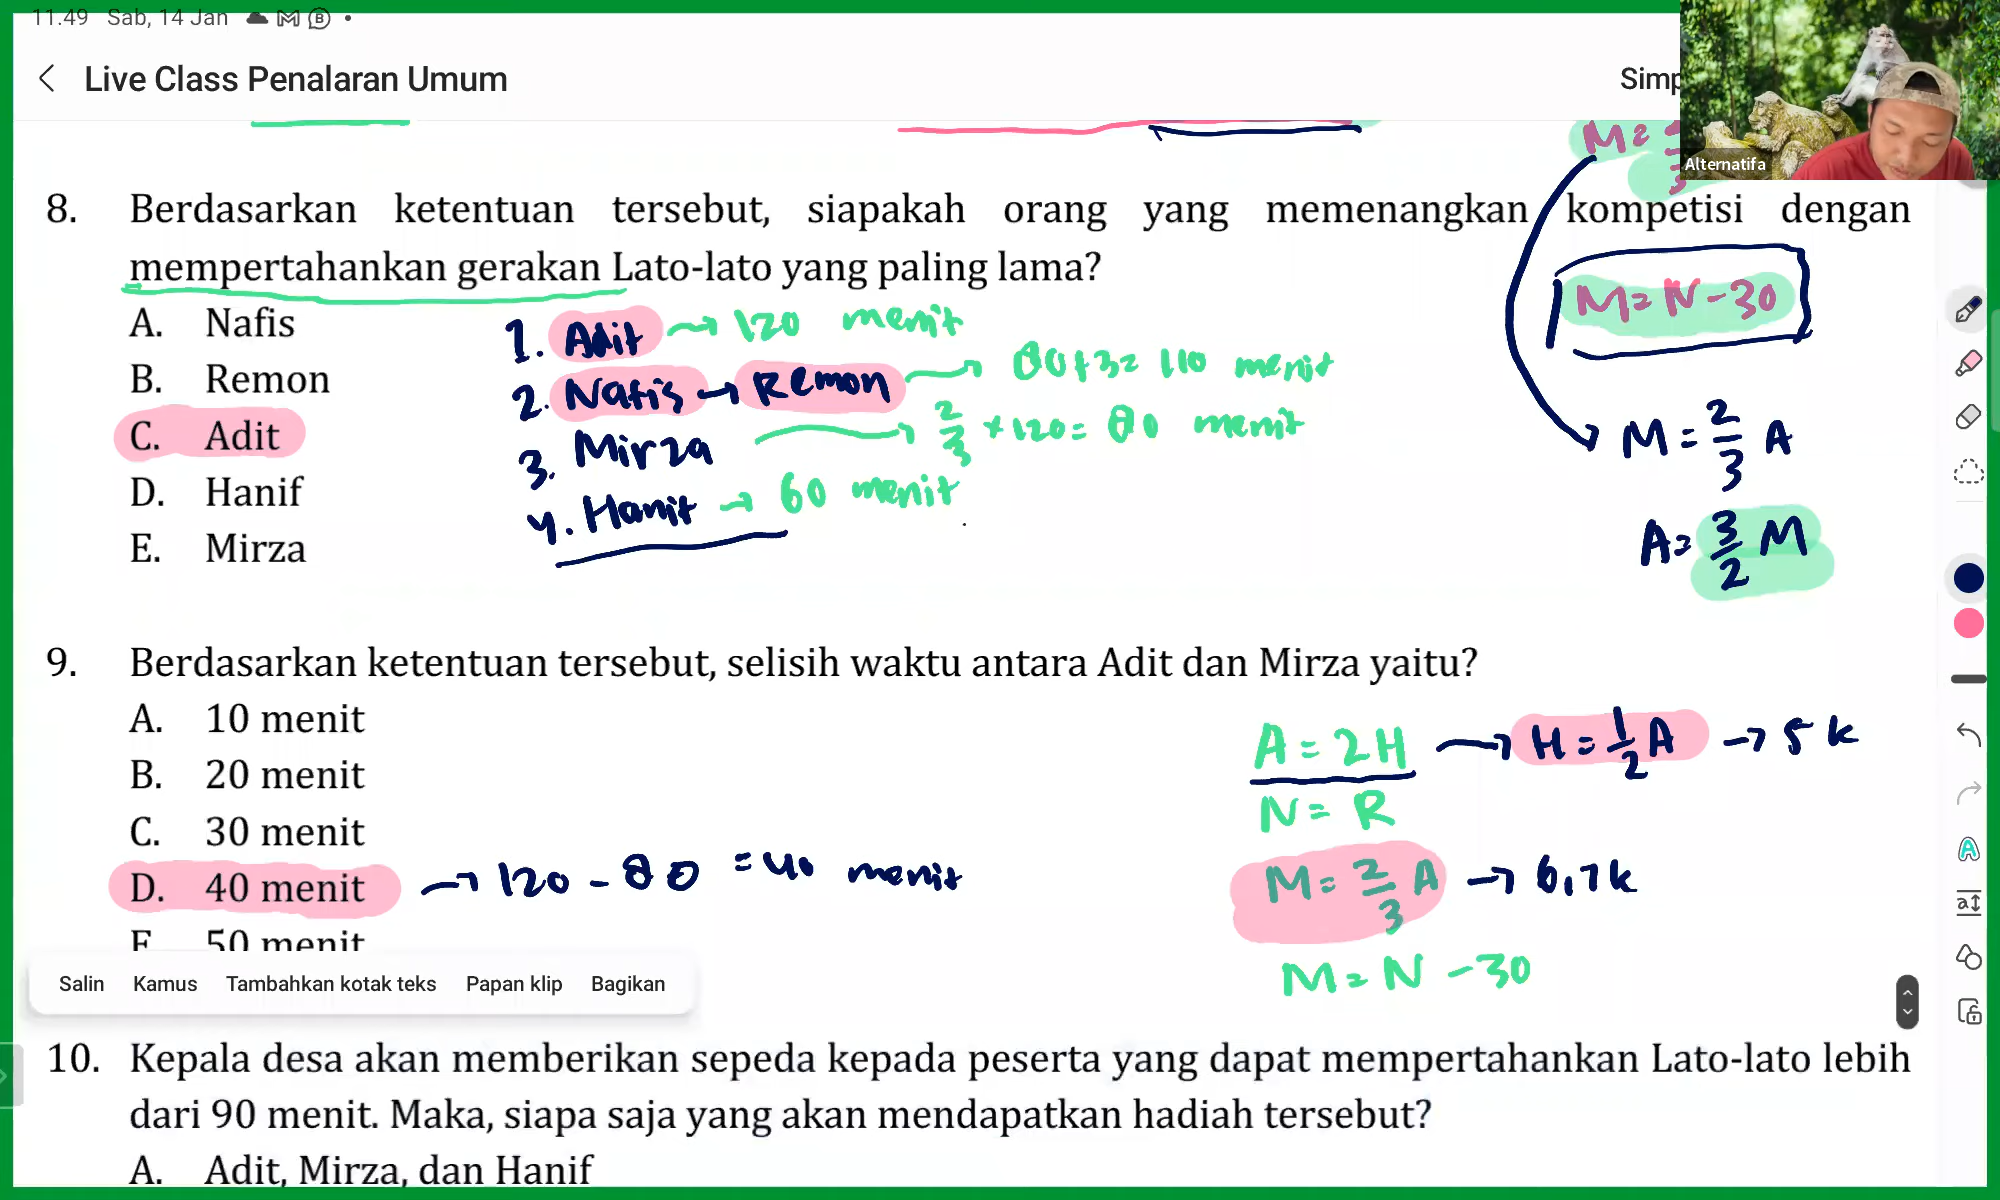 11.49 Sab, 14 Jan
Live Class Penalaran Umum
Simp
Alternatifa
M=
8. Berdasarkan ketentuan tersebut, siapakah orang yang memenangkan kompetisi dengan
mempertahankan gerakan Lato-lato yang paling lama?
M=N-30
A. Nafis
B. Remon
C. Adit
D. Hanif
E. Mirza
1. Adit → 120 menit
2. Nafis → Remon → 80+3= 110 menit
3. Mirza → 2/3 × 120 = 80 menit
4. Hanif → 60 menit
M = 2/3 A
A = 3/2 M
9. Berdasarkan ketentuan tersebut, selisih waktu antara Adit dan Mirza yaitu?
A. 10 menit
B. 20 menit
C. 30 menit
D. 40 menit → 120 - 80 = 40 menit
E 50 menit
A = 2H → H = 1/2 A → 5k
N = R
M = 2/3 A → 6,7k
M = N - 30
Salin Kamus Tambahkan kotak teks Papan klip Bagikan
10. Kepala desa akan memberikan sepeda kepada peserta yang dapat mempertahankan Lato-lato lebih
dari 90 menit. Maka, siapa saja yang akan mendapatkan hadiah tersebut?
A. Adit, Mirza, dan Hanif